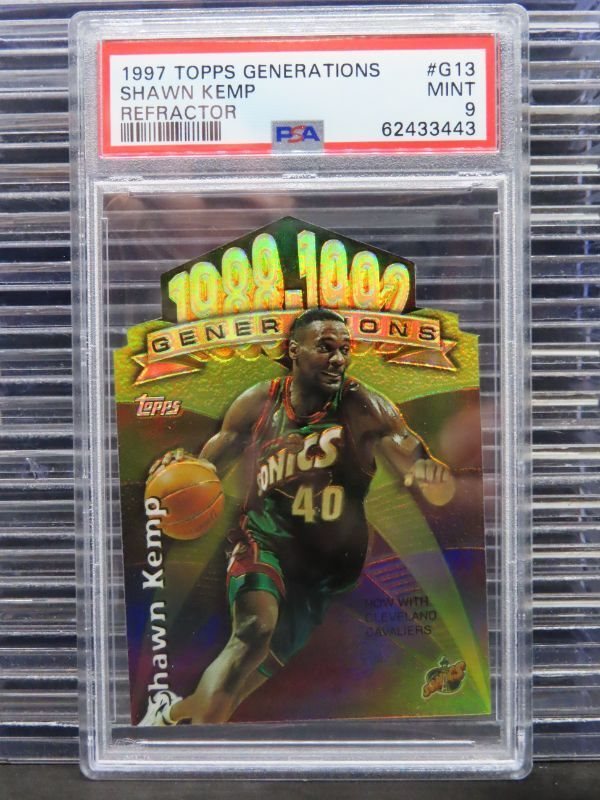 1997 TOPPS GENERATIONS #G13
SHAWN KEMP MINT
REFRACTOR 9
PSA 62433443
1988-1992
GENERATIONS
TOPPS
SONICS
40
Shawn Kemp
NOW WITH
CLEVELAND
CAVALIERS
SONICS